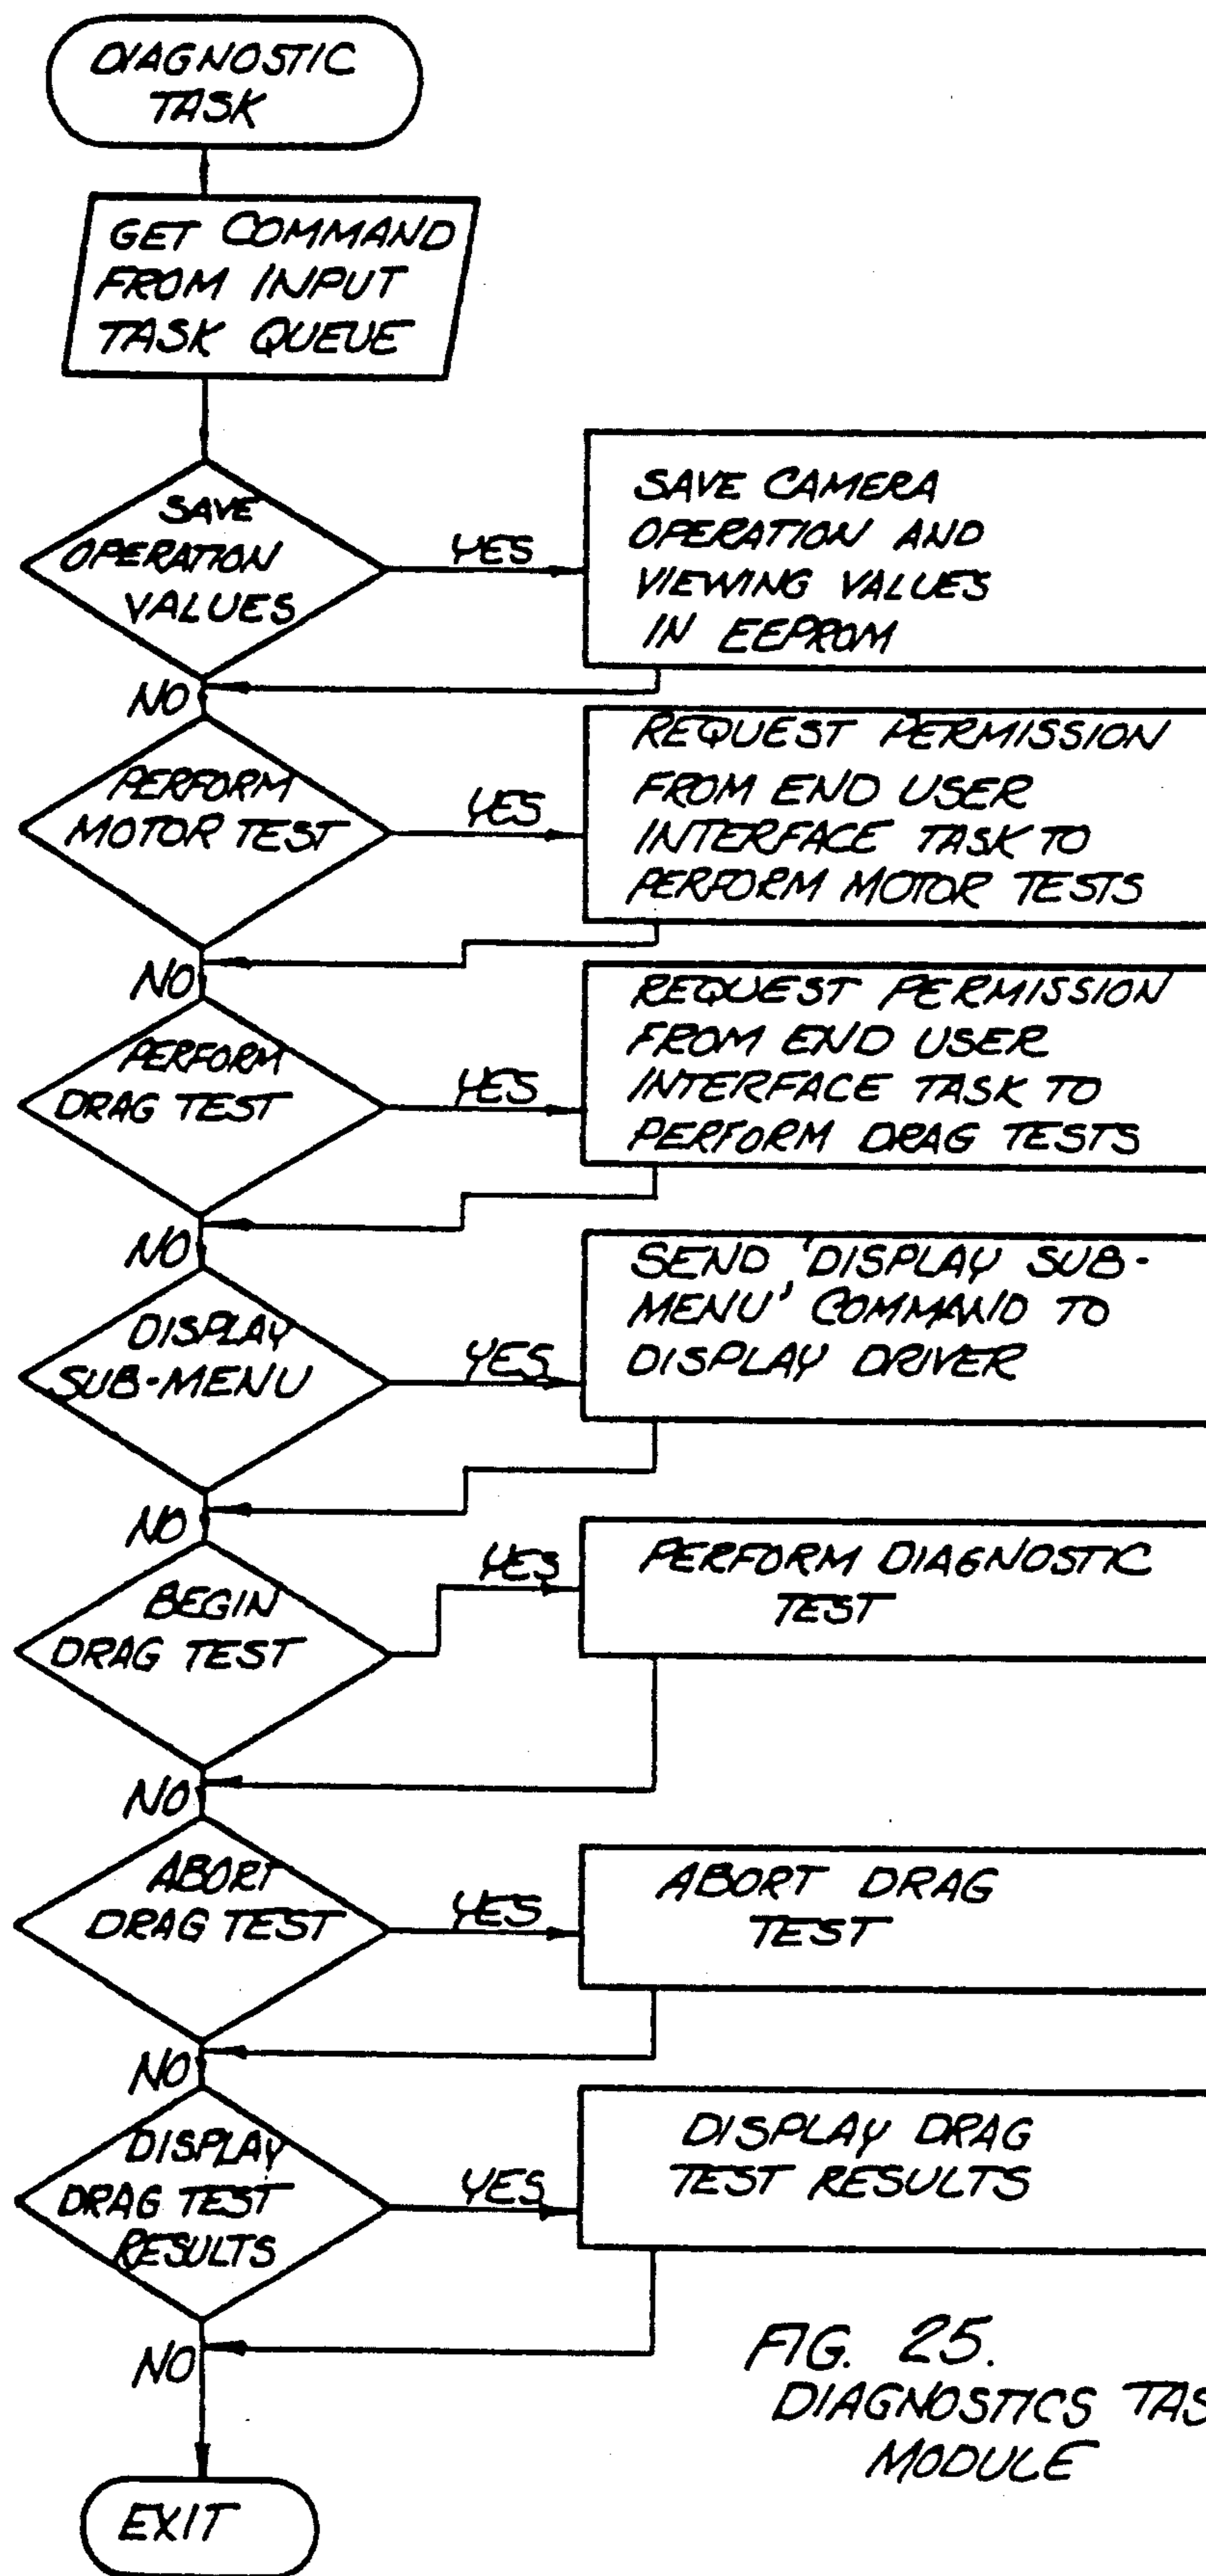 DIAGNOSTIC
TASK
GET COMMAND
FROM INPUT
TASK QUEUE
SAVE
OPERATION
VALUES
YES
SAVE CAMERA
OPERATION AND
VIEWING VALUES
IN EEPROM
NO
PERFORM
MOTOR TEST
YES
REQUEST PERMISSION
FROM END USER
INTERFACE TASK TO
PERFORM MOTOR TESTS
NO
PERFORM
DRAG TEST
YES
REQUEST PERMISSION
FROM END USER
INTERFACE TASK TO
PERFORM DRAG TESTS
NO
DISPLAY
SUB-MENU
YES
SEND 'DISPLAY SUB-
MENU' COMMAND TO
DISPLAY DRIVER
NO
BEGIN
DRAG TEST
YES
PERFORM DIAGNOSTIC
TEST
NO
ABORT
DRAG TEST
YES
ABORT DRAG
TEST
NO
DISPLAY
DRAG TEST
RESULTS
YES
DISPLAY DRAG
TEST RESULTS
NO
EXIT
FIG. 25.
DIAGNOSTICS TAS
MODULE